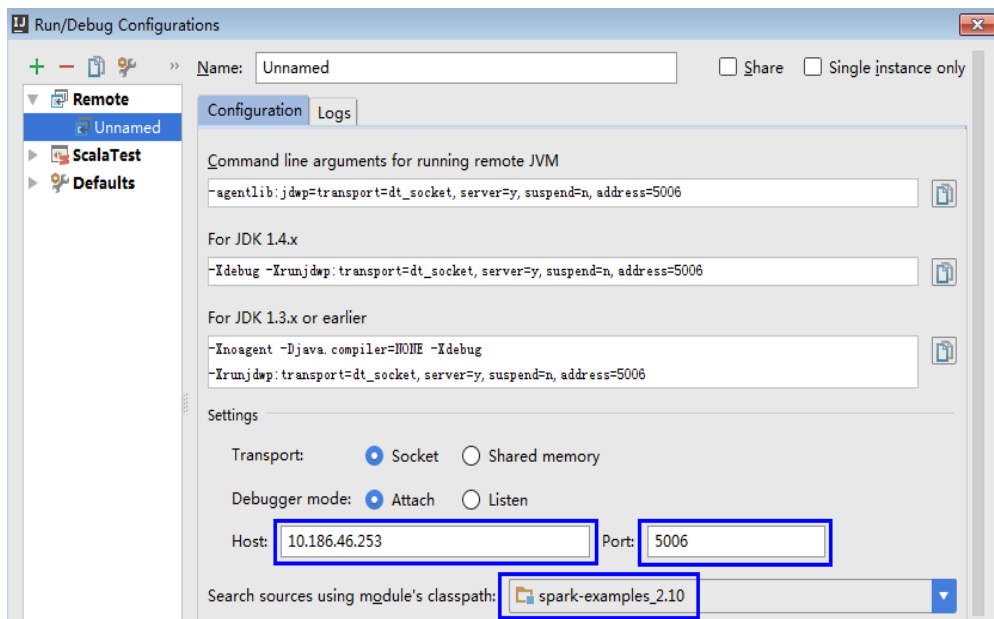 Run/Debug Configurations
Name: Unnamed Share Single instance only
Remote
Unnamed
ScalaTest
Defaults
Configuration Logs
Command line arguments for running remote JVM
-agentlib:jdwp=transport=dt_socket, server=y, suspend=n, address=5006
For JDK 1.4.x
-Xdebug -Xrunjdwp:transport=dt_socket, server=y, suspend=n, address=5006
For JDK 1.3.x or earlier
-Xnoagent -Djava.compiler=NONE -Xdebug
-Xrunjdwp:transport=dt_socket, server=y, suspend=n, address=5006
Settings
Transport: Socket Shared memory
Debugger mode: Attach Listen
Host: 10.186.46.253 Port: 5006
Search sources using module's classpath: spark-examples_2.10